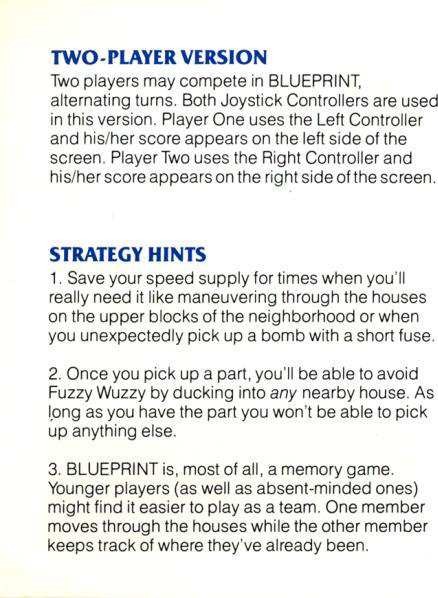 TWO-PLAYER VERSION
Two players may compete in BLUEPRINT,
alternating turns. Both Joystick Controllers are used
in this version. Player One uses the Left Controller
and his/her score appears on the left side of the
screen. Player Two uses the Right Controller and
his/her score appears on the right side of the screen.
STRATEGY HINTS
1. Save your speed supply for times when you'll
really need it like maneuvering through the houses
on the upper blocks of the neighborhood or when
you unexpectedly pick up a bomb with a short fuse.
2. Once you pick up a part, you'll be able to avoid
Fuzzy Wuzzy by ducking into any nearby house. As
long as you have the part you won't be able to pick
up anything else.
3. BLUEPRINT is, most of all, a memory game.
Younger players (as well as absent-minded ones)
might find it easier to play as a team. One member
moves through the houses while the other member
keeps track of where they've already been.